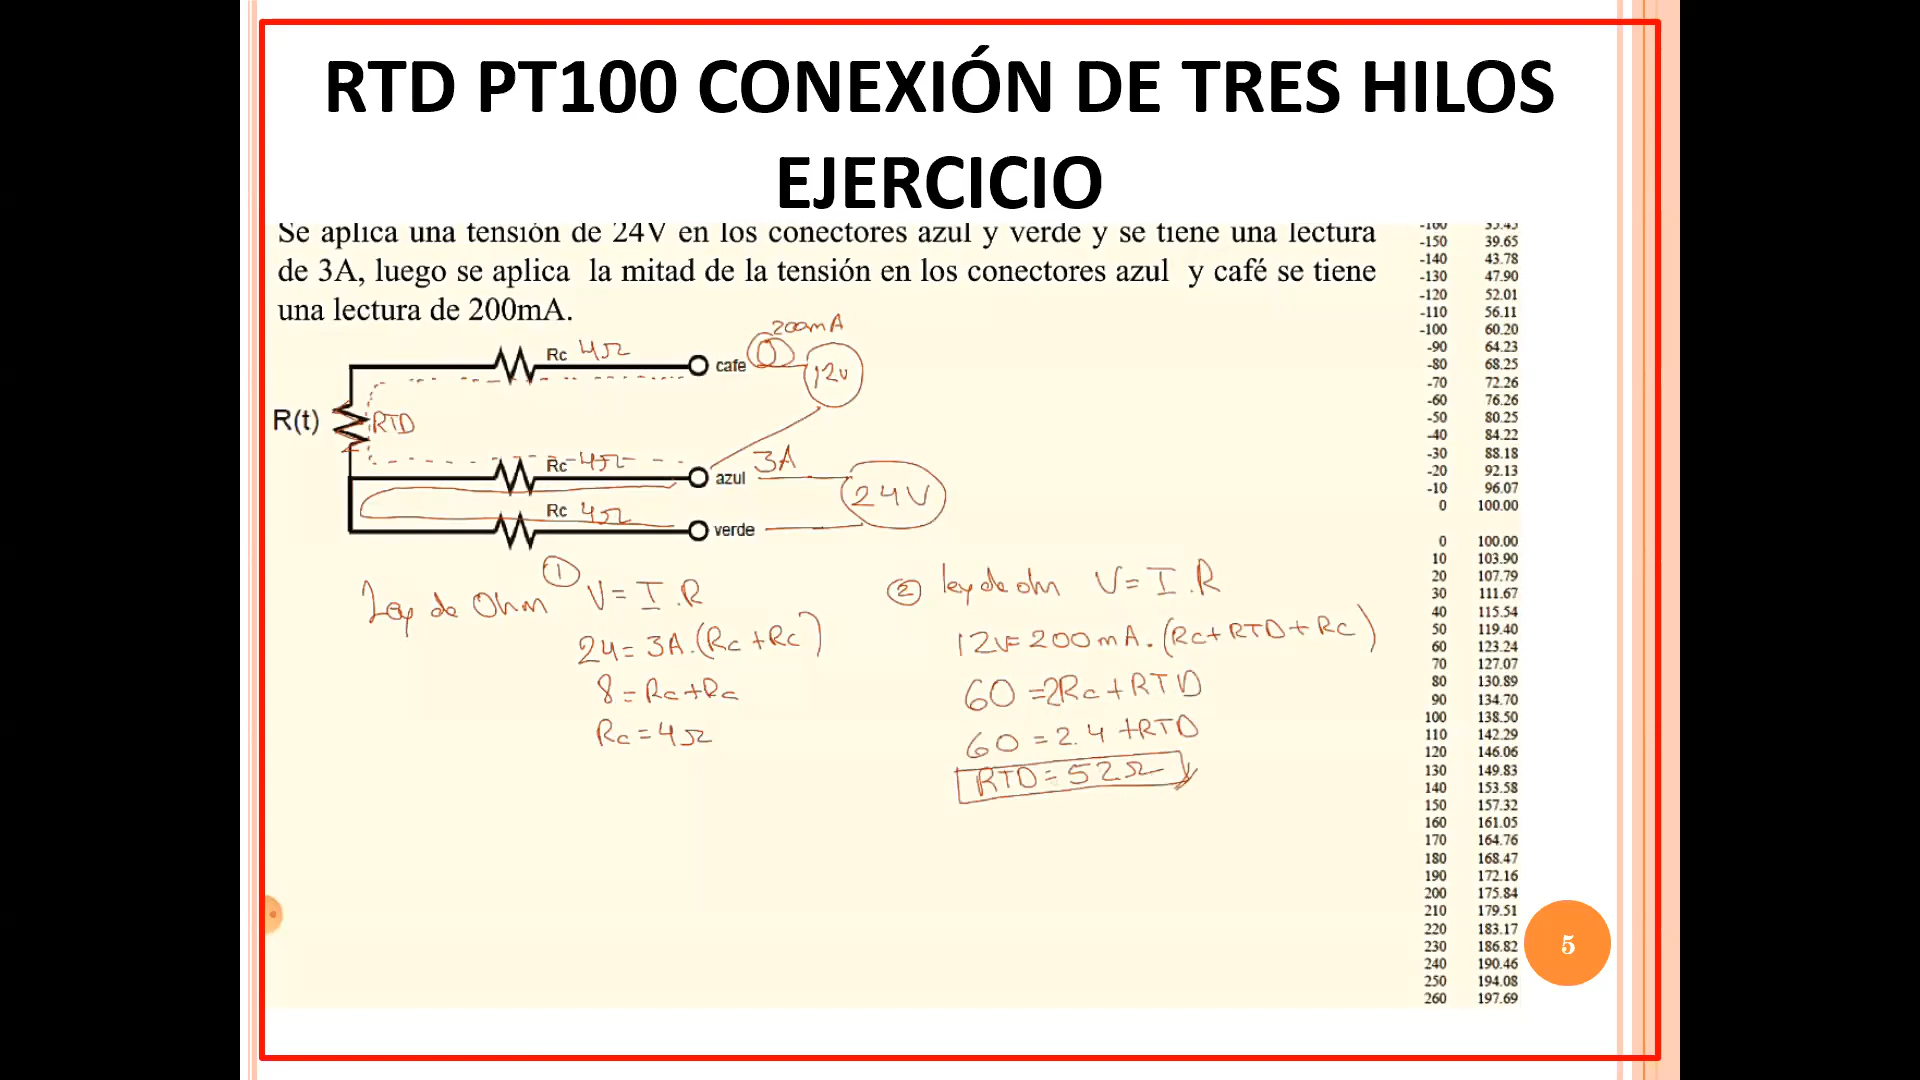 RTD PT100 CONEXIÓN DE TRES HILOS
EJERCICIO
Se aplica una tensión de 24V en los conectores azul y verde y se tiene una lectura
de 3A, luego se aplica la mitad de la tensión en los conectores azul y café se tiene
una lectura de 200mA.
200mA
Rc 4Ω
cafe
12v
R(t)
RTD
Rc 4Ω
azul
3A
24V
Rc 4Ω
verde
Ley de Ohm
1
V = I.R
24 = 3A.(Rc+Rc)
8 = Rc+Rc
Rc = 4Ω
2 ley de ohm V = I.R
12V = 200mA.(Rc+RTD+Rc)
60 = 2Rc+RTD
60 = 2.4+RTD
RTD = 52Ω
-150 39.65
-140 43.78
-130 47.90
-120 52.01
-110 56.11
-100 60.20
-90 64.23
-80 68.25
-70 72.26
-60 76.26
-50 80.25
-40 84.22
-30 88.18
-20 92.13
-10 96.07
0 100.00
0 100.00
10 103.90
20 107.79
30 111.67
40 115.54
50 119.40
60 123.24
70 127.07
80 130.89
90 134.70
100 138.50
110 142.29
120 146.06
130 149.83
140 153.58
150 157.32
160 161.05
170 164.76
180 168.47
190 172.16
200 175.84
210 179.51
220 183.17
230 186.82
240 190.46
250 194.08
260 197.69
5